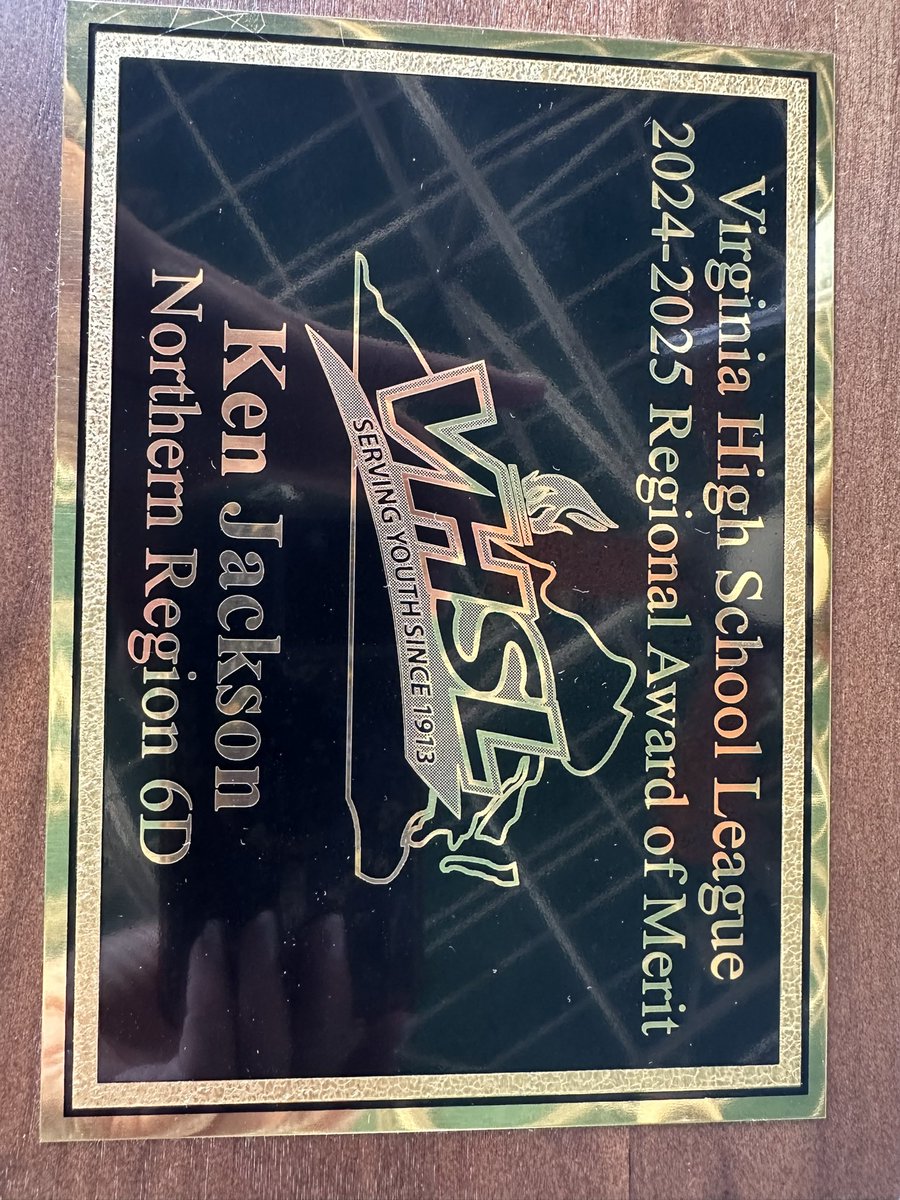 Virginia High School League
2024-2025 Regional Award of Merit
VHSL
SERVING YOUTH SINCE 1913
Ken Jackson
Northern Region 6D